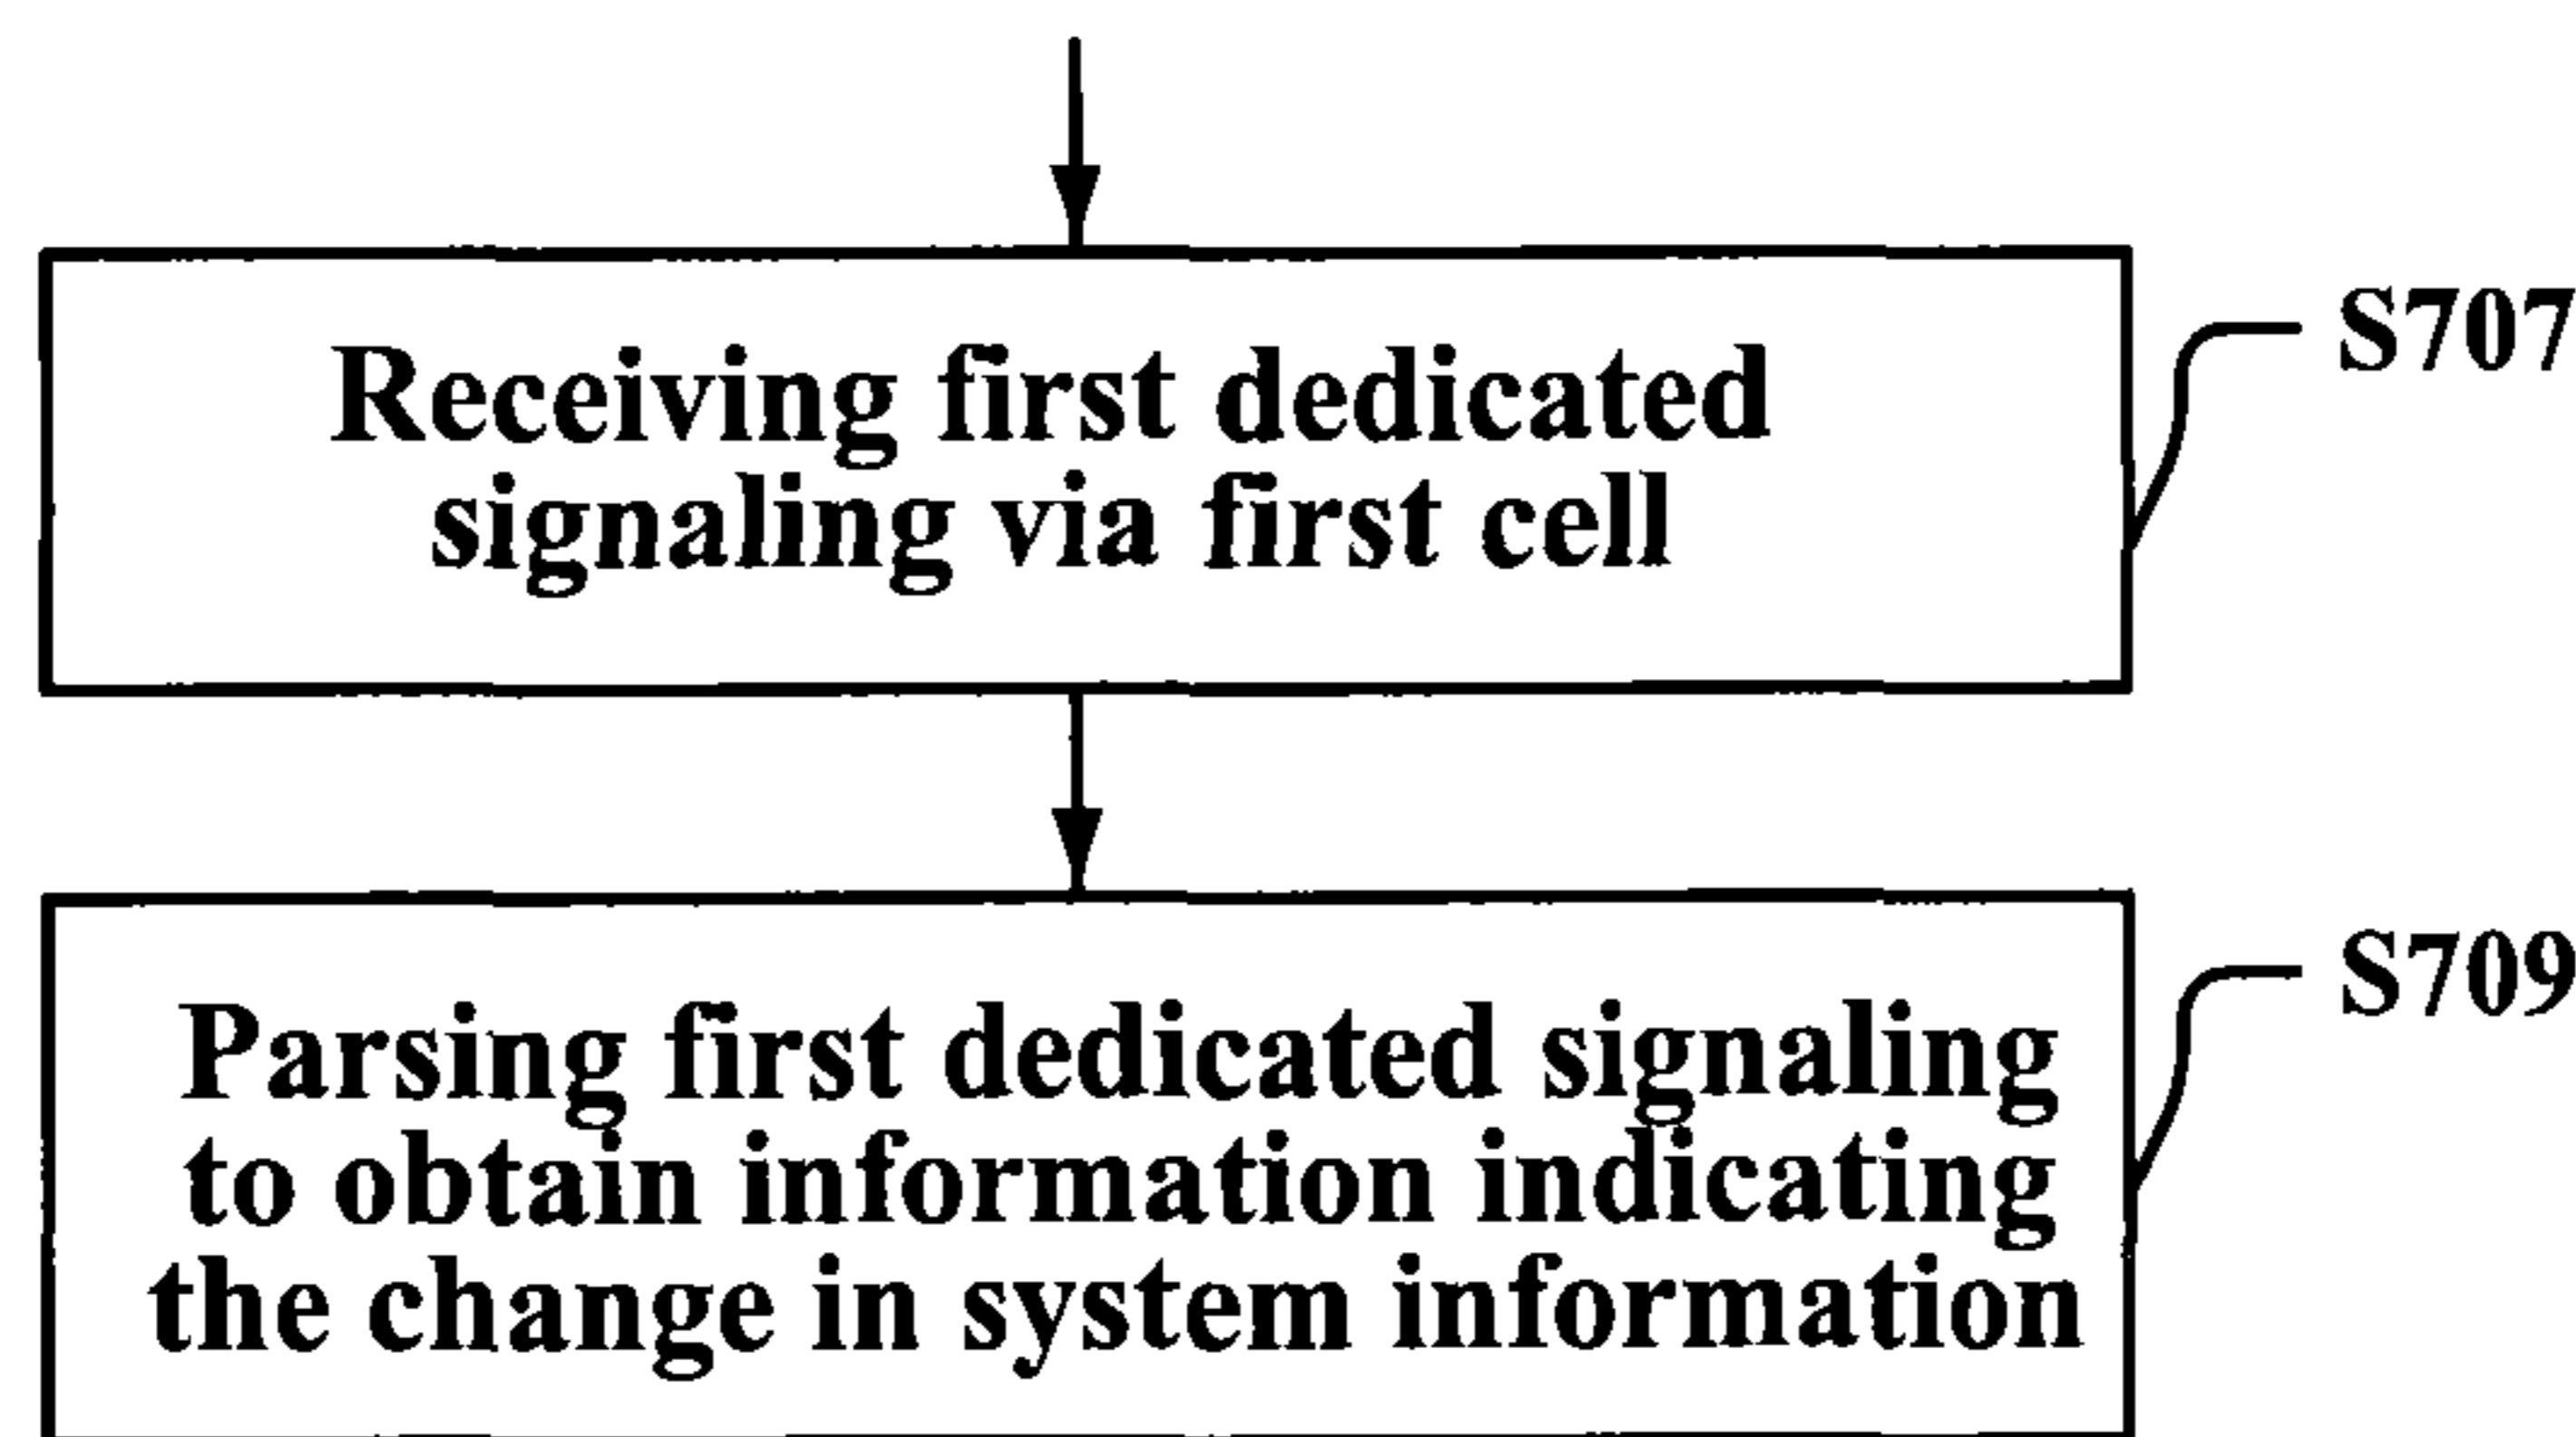 Receiving first dedicated
signaling via first cell
S707
Parsing first dedicated signaling
to obtain information indicating
the change in system information
S709